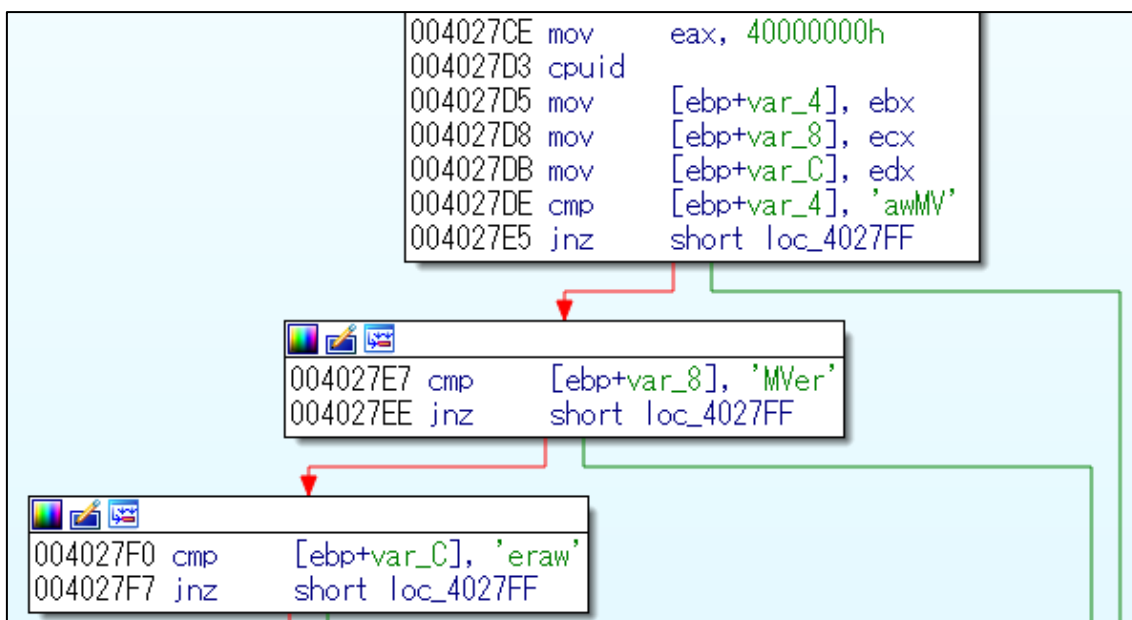 004027CE mov eax, 40000000h
004027D3 cpuid
004027D5 mov [ebp+var_4], ebx
004027D8 mov [ebp+var_8], ecx
004027DB mov [ebp+var_C], edx
004027DE cmp [ebp+var_4], 'awMV'
004027E5 jnz short loc_4027FF
004027E7 cmp [ebp+var_8], 'MVer'
004027EE jnz short loc_4027FF
004027F0 cmp [ebp+var_C], 'eraw'
004027F7 jnz short loc_4027FF